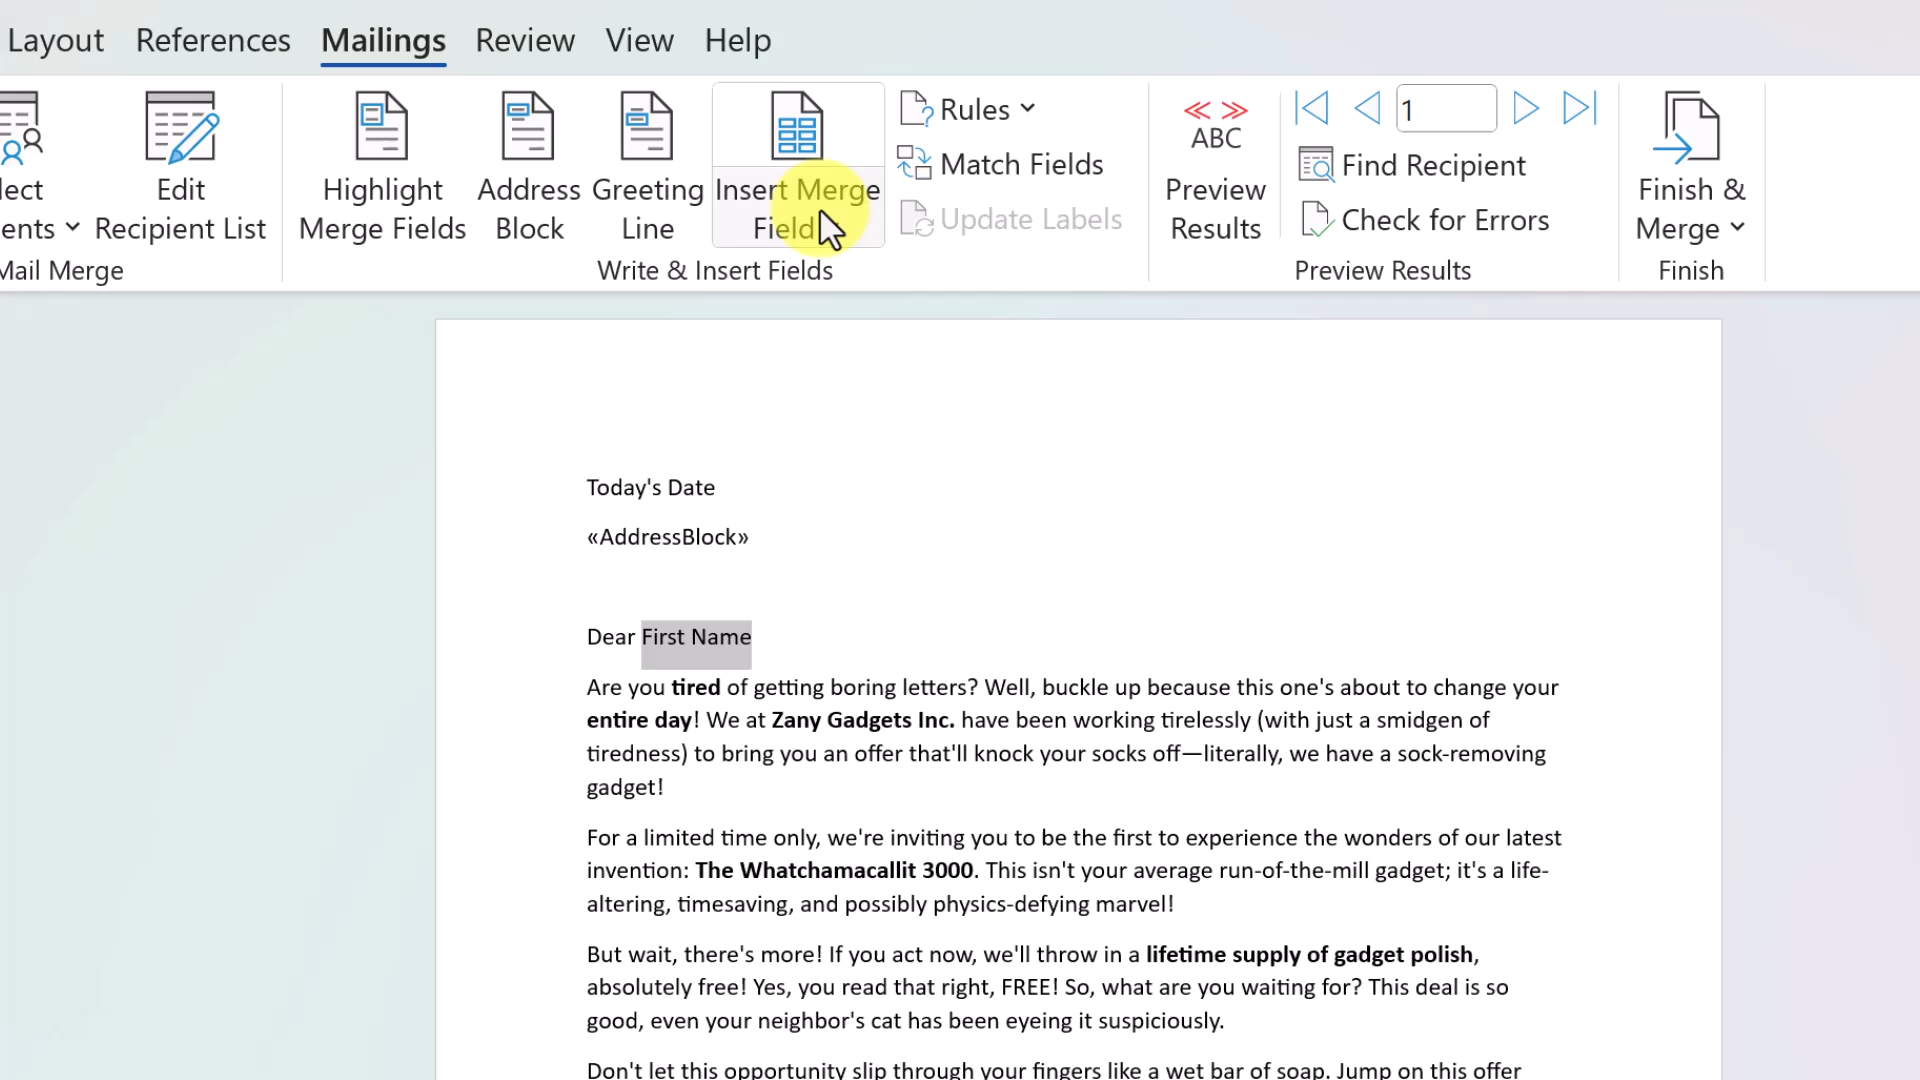 Layout References Mailings Review View Help
lect
ents
Edit
Recipient List
Mail Merge
Highlight
Merge Fields
Address
Block
Greeting
Line
Insert Merge
Field
Rules
Match Fields
Update Labels
Write & Insert Fields
ABC
Preview
Results
1
Find Recipient
Check for Errors
Preview Results
Finish &
Merge
Finish
Today's Date
«AddressBlock»
Dear First Name
Are you tired of getting boring letters? Well, buckle up because this one's about to change your
entire day! We at Zany Gadgets Inc. have been working tirelessly (with just a smidgen of
tiredness) to bring you an offer that'll knock your socks off—literally, we have a sock-removing
gadget!
For a limited time only, we're inviting you to be the first to experience the wonders of our latest
invention: The Whatchamacallit 3000. This isn't your average run-of-the-mill gadget; it's a life-
altering, timesaving, and possibly physics-defying marvel!
But wait, there's more! If you act now, we'll throw in a lifetime supply of gadget polish,
absolutely free! Yes, you read that right, FREE! So, what are you waiting for? This deal is so
good, even your neighbor's cat has been eyeing it suspiciously.
Don't let this opportunity slip through your fingers like a wet bar of soap. Jump on this offer